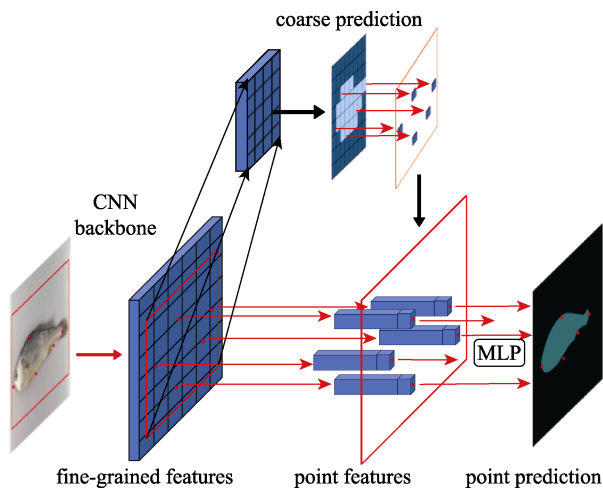 coarse prediction
CNN
backbone
MLP
fine-grained features
point features
point prediction